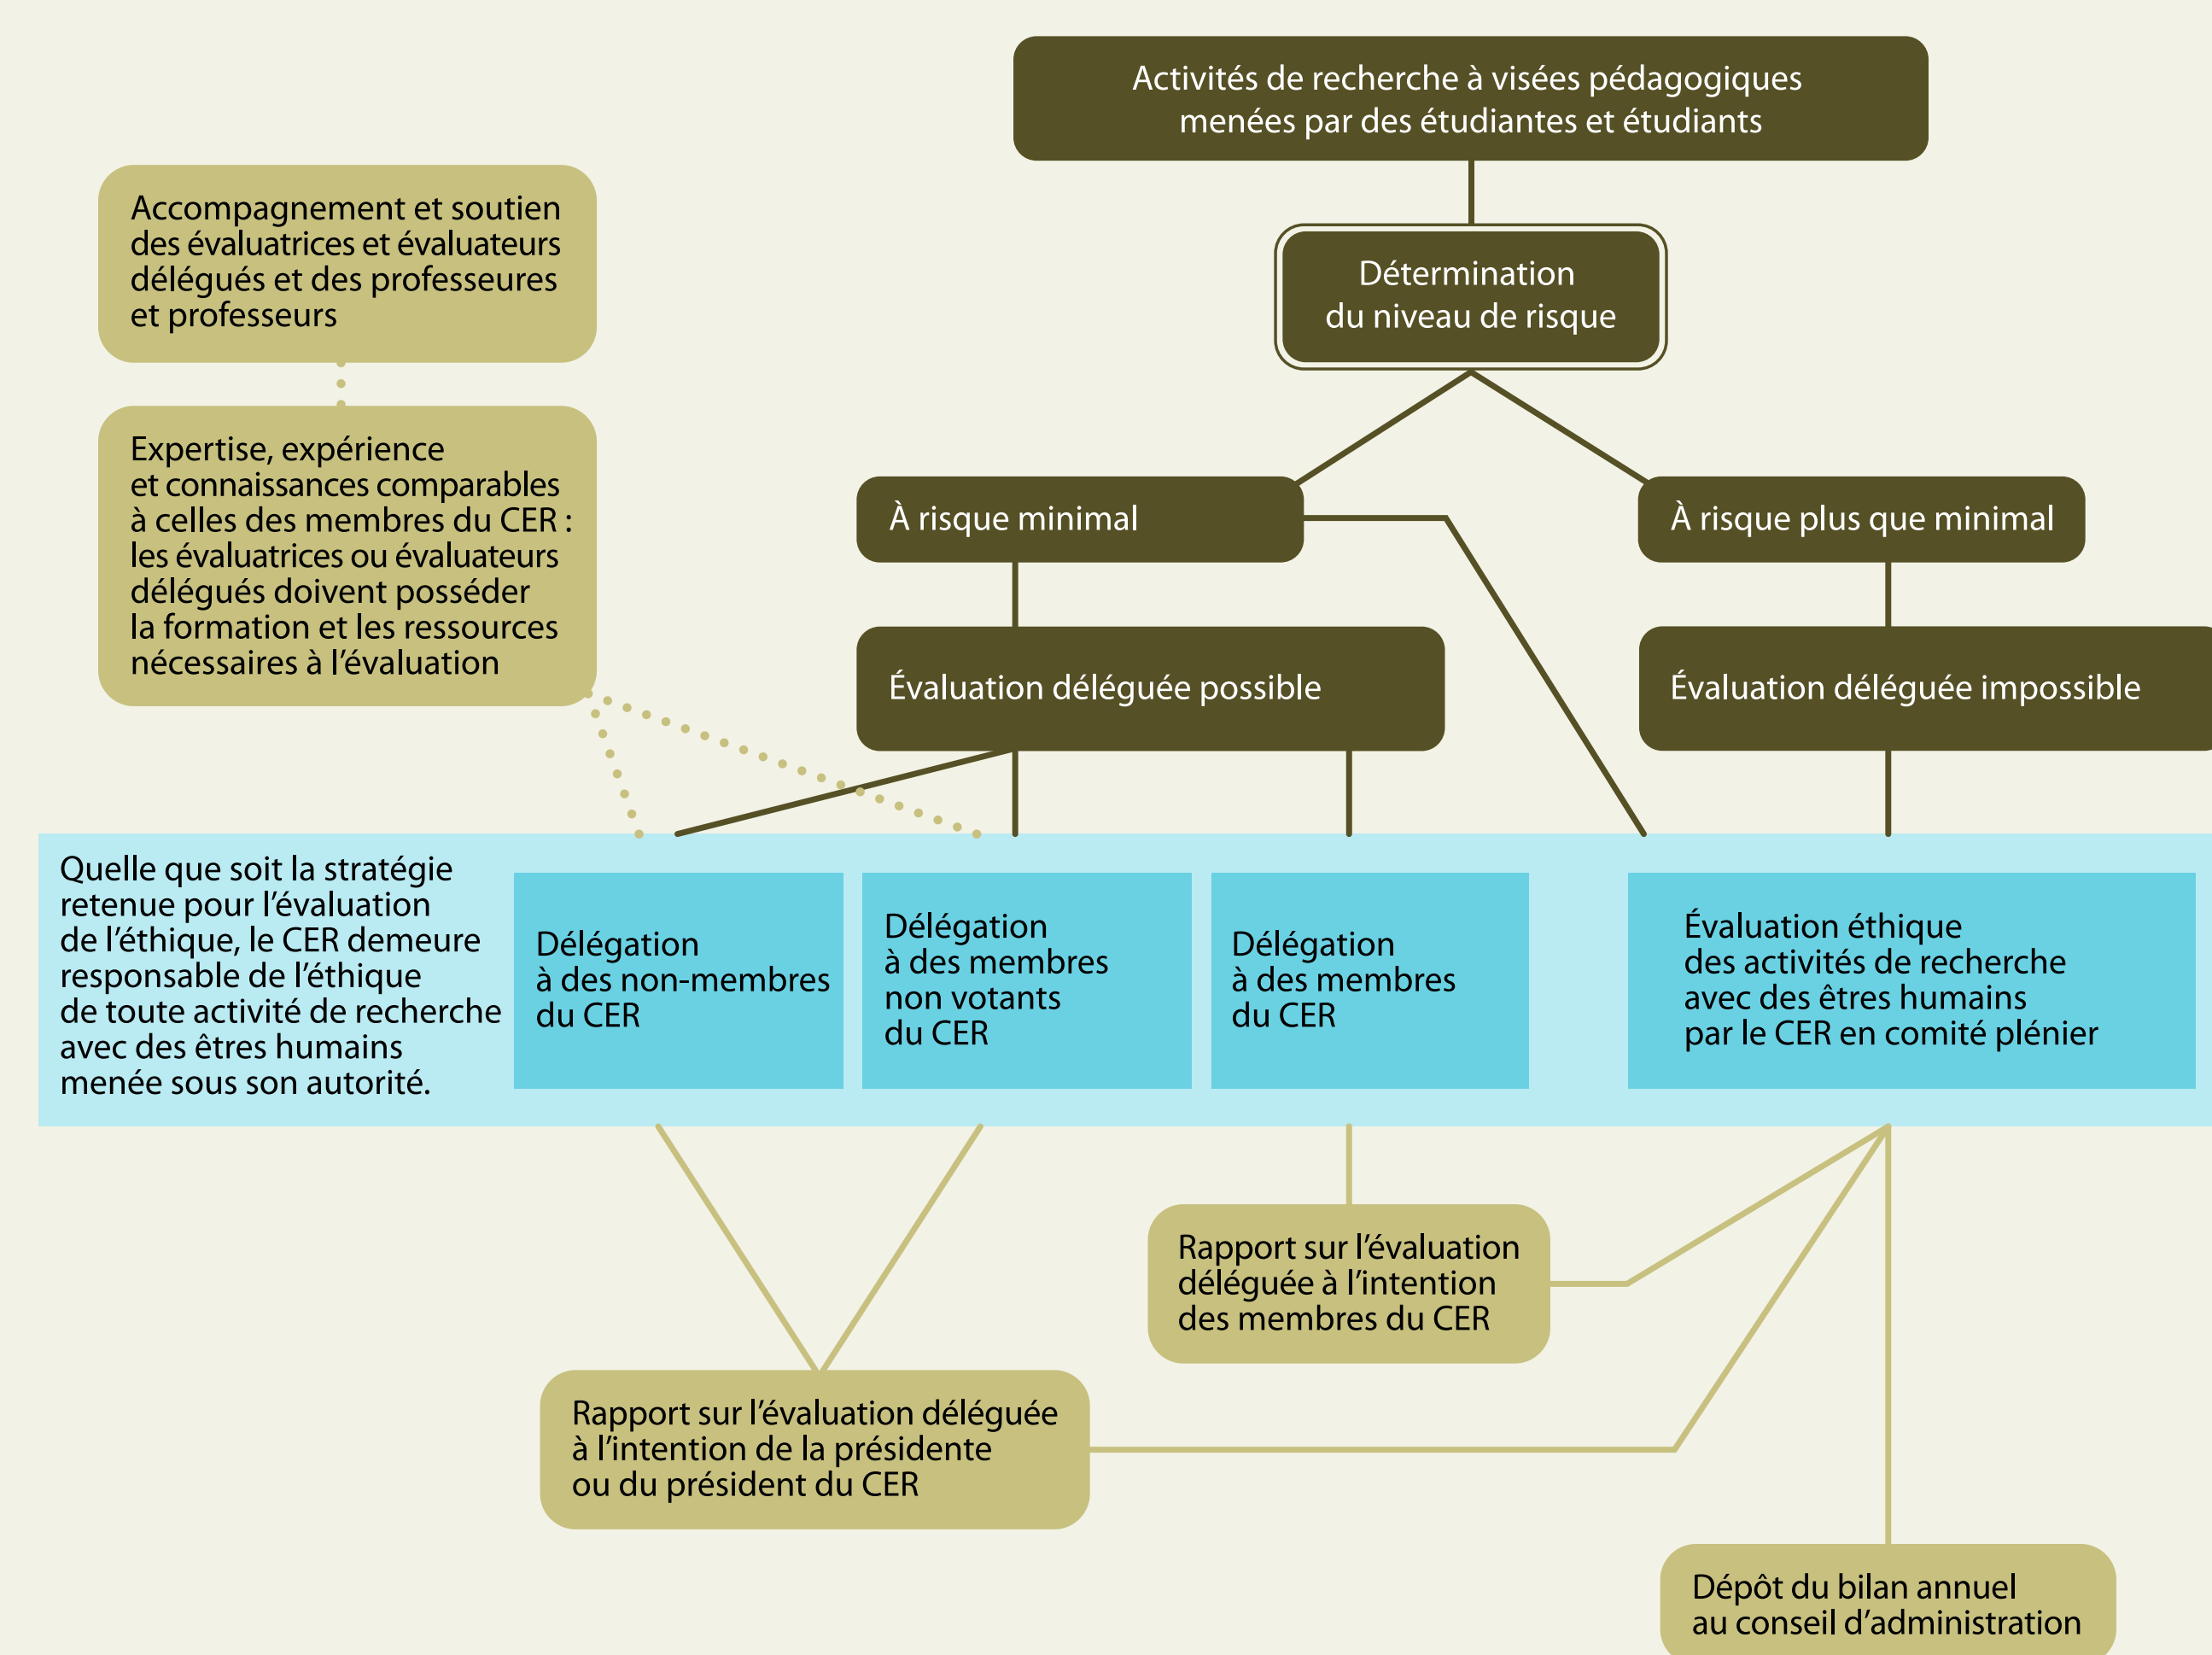 Activités de recherche à visées pédagogiques
menées par des étudiantes et étudiants
Détermination
du niveau de risque
Accompagnement et soutien
des évaluatrices et évaluateurs
délégués et des professeures
et professeurs
Expertise, expérience
et connaissances comparables
à celles des membres du CER :
les évaluatrices ou évaluateurs
délégués doivent posséder
la formation et les ressources
nécessaires à l’évaluation
À risque minimal
À risque plus que minimal
Évaluation déléguée possible
Évaluation déléguée impossible
Quelle que soit la stratégie
retenue pour l’évaluation
de l’éthique, le CER demeure
responsable de l’éthique
de toute activité de recherche
avec des êtres humains
menée sous son autorité.
Délégation
à des non-membres
du CER
Délégation
à des membres
non votants
du CER
Délégation
à des membres
du CER
Évaluation éthique
des activités de recherche
avec des êtres humains
par le CER en comité plénier
Rapport sur l’évaluation
déléguée à l’intention
des membres du CER
Rapport sur l’évaluation déléguée
à l’intention de la présidente
ou du président du CER
Dépôt du bilan annuel
au conseil d’administration